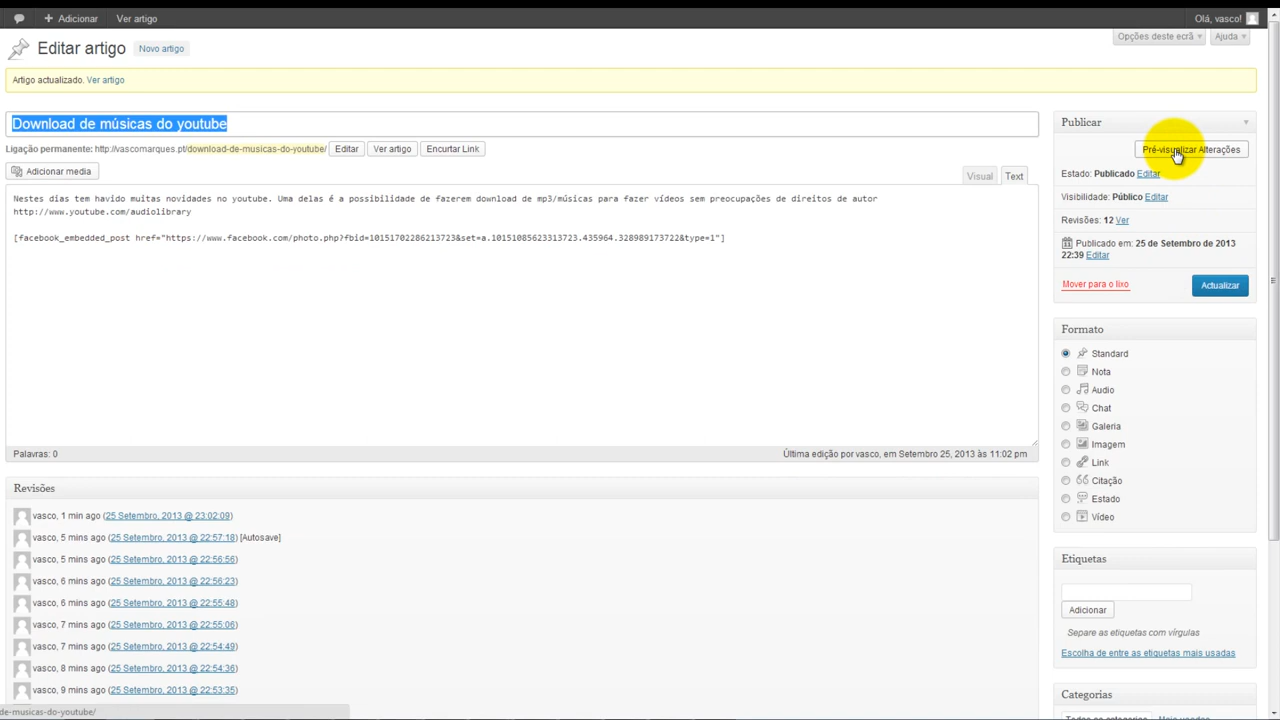 Adicionar Ver artigo Olá, vasco!
Editar artigo Novo artigo Opções deste ecrã Ajuda
Artigo actualizado. Ver artigo
Download de músicas do youtube
Ligação permanente: http://vascomarques.pt/download-de-musicas-do-youtube/ Editar Ver artigo Encurtar Link
Adicionar media Visual Text
Nestes dias tem havido muitas novidades no youtube. Uma delas é a possibilidade de fazerem download de mp3/músicas para fazer vídeos sem preocupações de direitos de autor
http://www.youtube.com/audiolibrary
[facebook_embedded_post href="https://www.facebook.com/photo.php?fbid=10151702286213723&set=a.10151085623313723.435964.328989173722&type=1"]
Palavras: 0 Última edição por vasco, em Setembro 25, 2013 às 11:02 pm
Revisões
vasco, 1 min ago (25 Setembro, 2013 @ 23:02:09)
vasco, 5 mins ago (25 Setembro, 2013 @ 22:57:18) [Autosave]
vasco, 5 mins ago (25 Setembro, 2013 @ 22:56:56)
vasco, 6 mins ago (25 Setembro, 2013 @ 22:56:23)
vasco, 6 mins ago (25 Setembro, 2013 @ 22:55:48)
vasco, 7 mins ago (25 Setembro, 2013 @ 22:55:06)
vasco, 7 mins ago (25 Setembro, 2013 @ 22:54:49)
vasco, 8 mins ago (25 Setembro, 2013 @ 22:54:36)
vasco, 9 mins ago (25 Setembro, 2013 @ 22:53:35)
de-musicas-do-youtube/
Publicar
Pré-visualizar Alterações
Estado: Publicado Editar
Visibilidade: Público Editar
Revisões: 12 Ver
Publicado em: 25 de Setembro de 2013
22:39 Editar
Mover para o lixo Actualizar
Formato
Standard
Nota
Audio
Chat
Galeria
Imagem
Link
Citação
Estado
Vídeo
Etiquetas
Adicionar
Separe as etiquetas com vírgulas
Escolha de entre as etiquetas mais usadas
Categorias
Todas as categorias Mais usadas